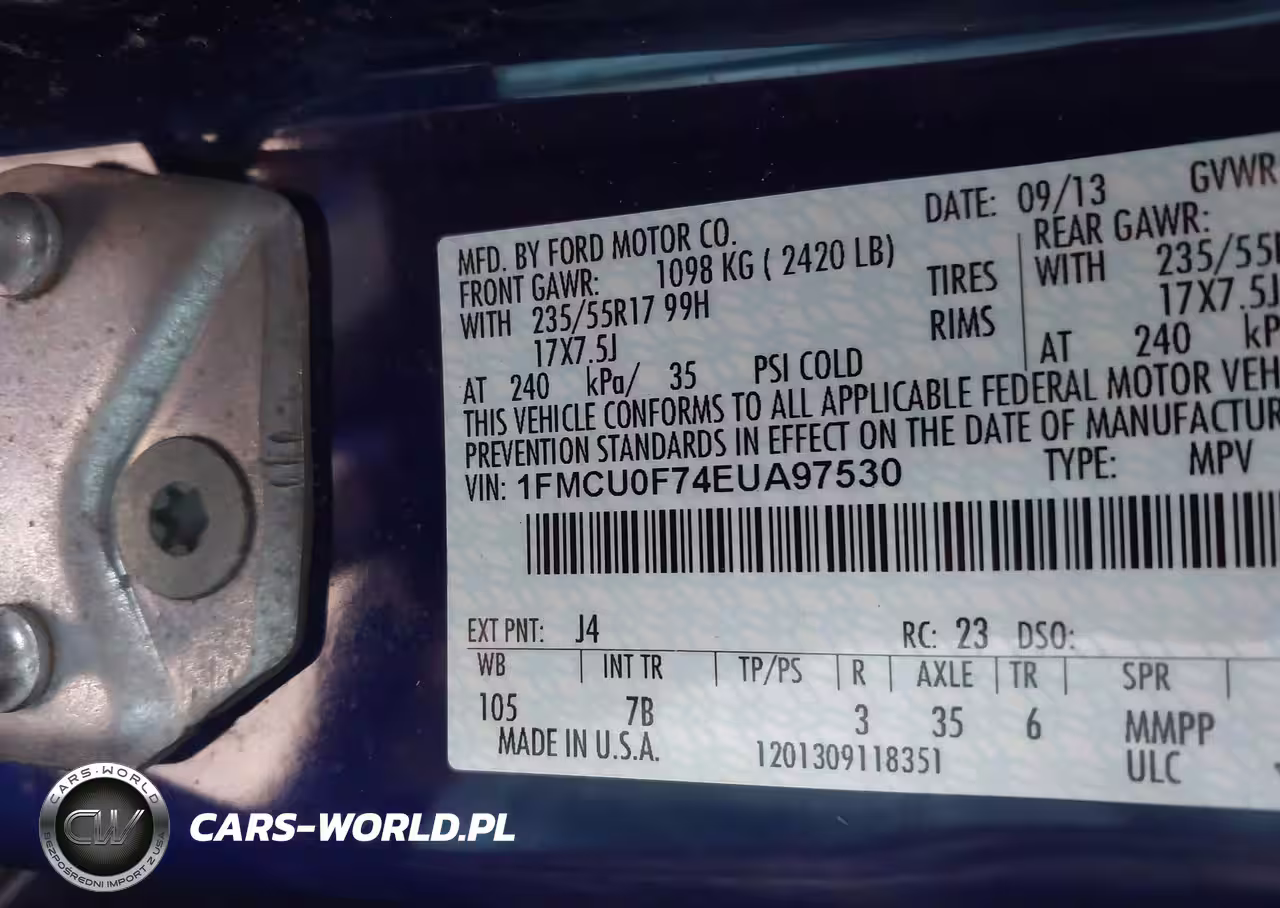 DATE: 09/13 GVWR
MFD. BY FORD MOTOR CO.
FRONT GAWR: 1098 KG ( 2420 LB) REAR GAWR:
WITH 235/55R17 99H TIRES WITH 235/55
17X7.5J RIMS 17X7.5J
AT 240 kPa/ 35 PSI COLD AT 240 kP
THIS VEHICLE CONFORMS TO ALL APPLICABLE FEDERAL MOTOR VEH
PREVENTION STANDARDS IN EFFECT ON THE DATE OF MANUFACTUR
VIN: 1FMCU0F74EUA97530 TYPE: MPV
EXT PNT: J4 RC: 23 DSO:
WB INT TR TP/PS R AXLE TR SPR
105 7B 3 35 6 MMPP
MADE IN U.S.A. 1201309118351 ULC
CARS-WORLD
CW
BEZPOŚREDNI IMPORT Z USA
CARS-WORLD.PL